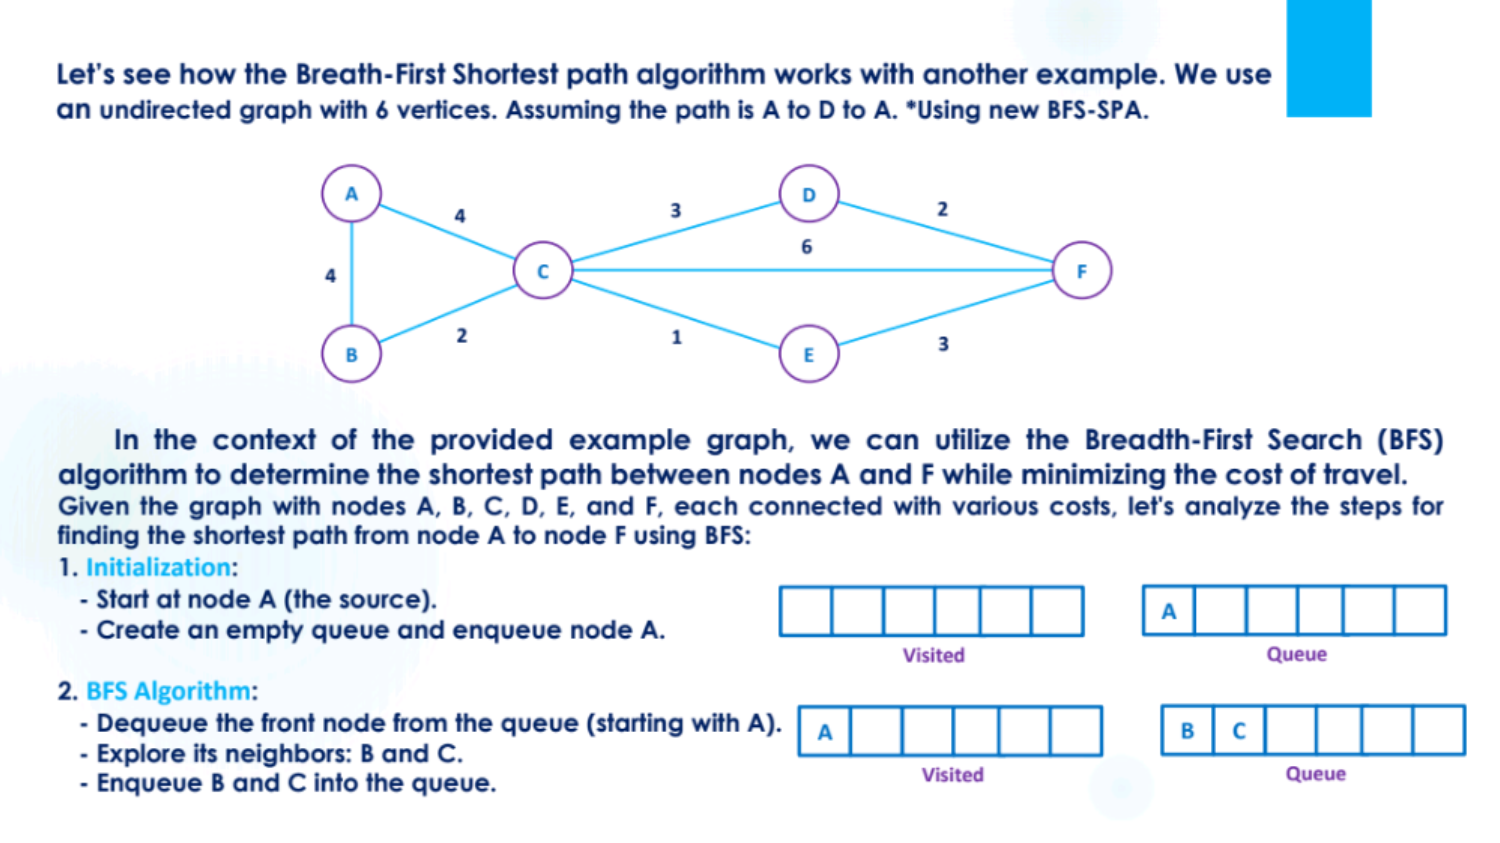 Let's see how the Breath-First Shortest path algorithm works with another example. We use
an undirected graph with 6 vertices. Assuming the path is A to D to A. *Using new BFS-SPA.
A
D
4
3
2
6
4
C
F
2
1
3
B
E
In the context of the provided example graph, we can utilize the Breadth-First Search (BFS)
algorithm to determine the shortest path between nodes A and F while minimizing the cost of travel.
Given the graph with nodes A, B, C, D, E, and F, each connected with various costs, let's analyze the steps for
finding the shortest path from node A to node F using BFS:
1. Initialization:
- Start at node A (the source).
- Create an empty queue and enqueue node A.
A
Visited
Queue
2. BFS Algorithm:
- Dequeue the front node from the queue (starting with A).
- Explore its neighbors: B and C.
- Enqueue B and C into the queue.
A
B C
Visited
Queue